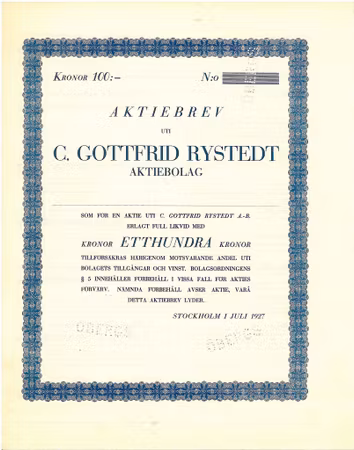 KRONOR 100:– N:o
AKTIEBREV
UTI
C. GOTTFRID RYSTEDT
AKTIEBOLAG
SOM FÖR EN AKTIE UTI C. GOTTFRID RYSTEDT A.-B.
ERLAGT FULL LIKVID MED
KRONOR ETTHUNDRA KRONOR
TILLFÖRSÄKRAS HÄRIGENOM MOTSVARANDE ANDEL UTI
BOLAGETS TILLGÅNGAR OCH VINST. BOLAGSORDNINGENS
§ 5 INNEHÅLLER FÖRBEHÅLL I VISSA FALL FÖR AKTIES
FÖRVÄRV. NÄMNDA FÖRBEHÅLL AVSER AKTIE, VARÅ
DETTA AKTIEBREV LYDER.
STOCKHOLM 1 JULI 1927
ÖBERGS
ÖBERGS